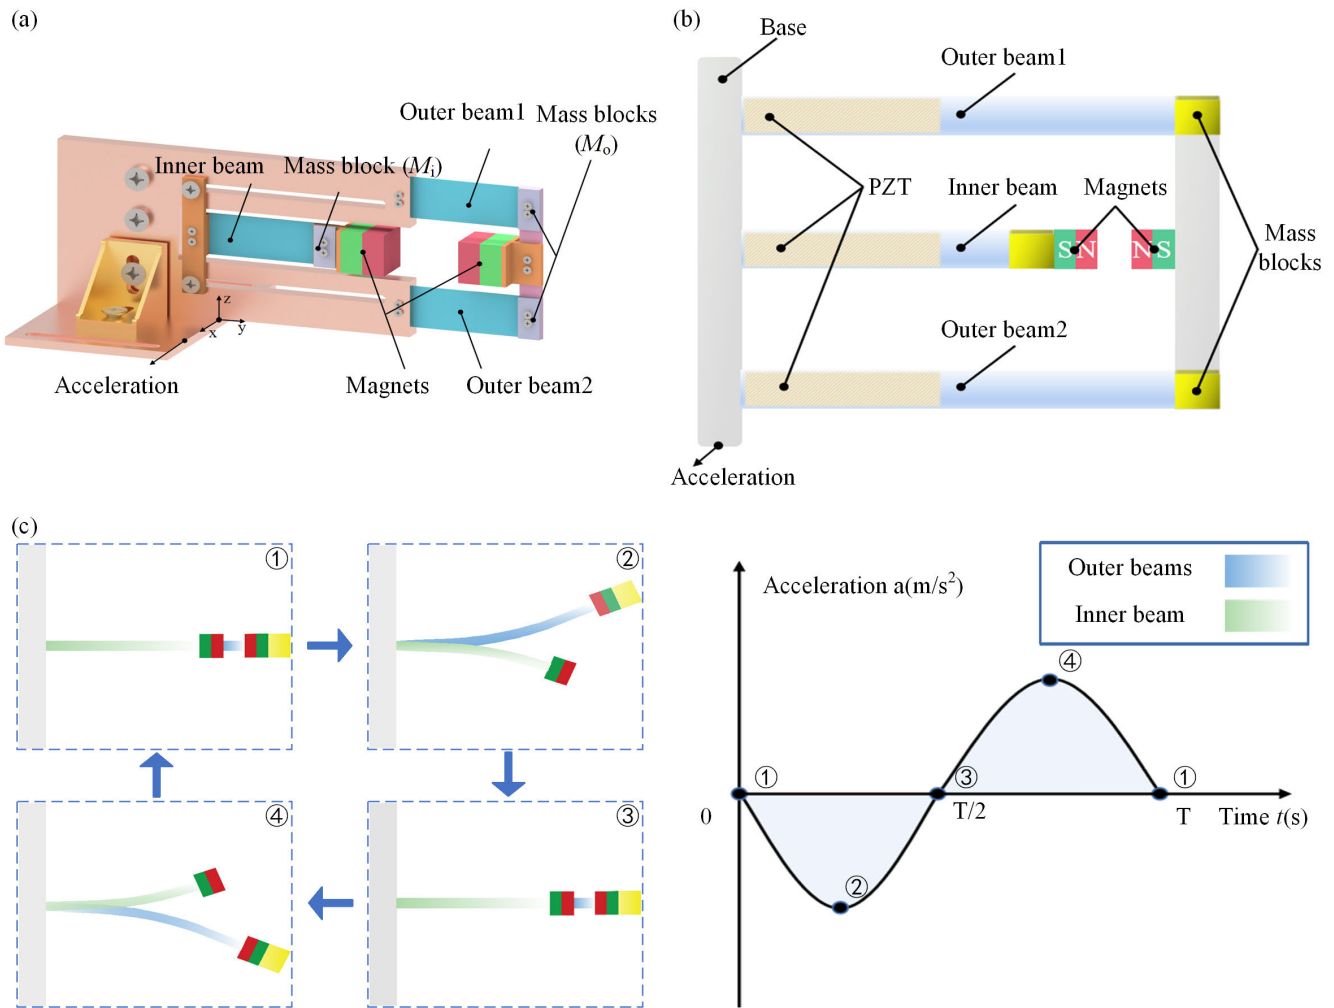 (a)
Outer beam1
Mass blocks
(Mo)
Inner beam
Mass block (Mi)
z
x
y
Acceleration
Magnets
Outer beam2
(b)
Base
Outer beam1
PZT
Inner beam
Magnets
S N
N S
Mass
blocks
Outer beam2
Acceleration
(c)
①
②
④
③
Acceleration a(m/s²)
Outer beams
Inner beam
④
①
③
①
0
T/2
T
Time t(s)
②